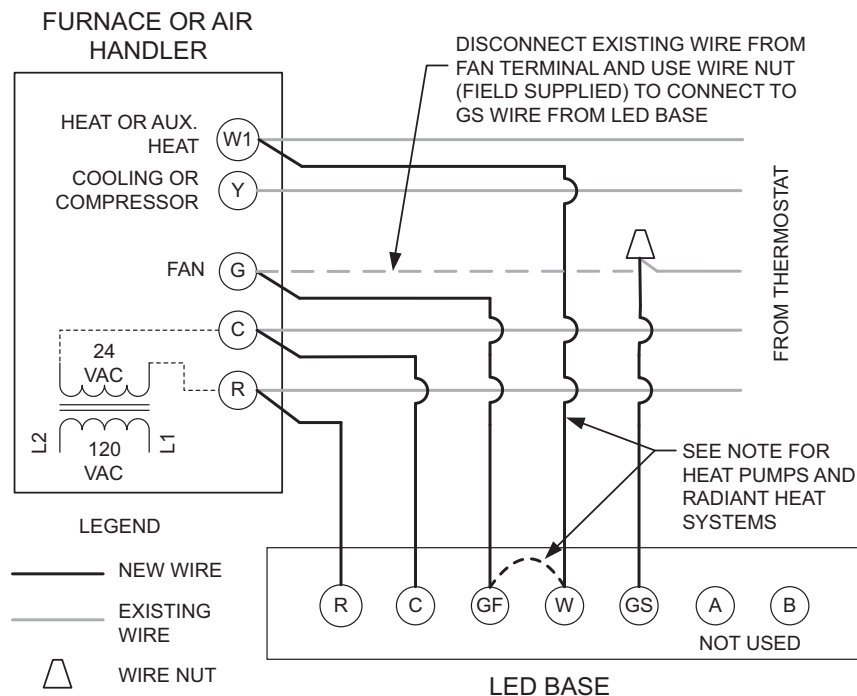 FURNACE OR AIR
HANDLER
DISCONNECT EXISTING WIRE FROM
FAN TERMINAL AND USE WIRE NUT
(FIELD SUPPLIED) TO CONNECT TO
GS WIRE FROM LED BASE
HEAT OR AUX.
HEAT
W1
COOLING OR
COMPRESSOR
Y
FAN
G
C
R
24
VAC
120
VAC
L2
L1
FROM THERMOSTAT
SEE NOTE FOR
HEAT PUMPS AND
RADIANT HEAT
SYSTEMS
LEGEND
NEW WIRE
EXISTING
WIRE
WIRE NUT
R
C
GF
W
GS
A
B
NOT USED
LED BASE